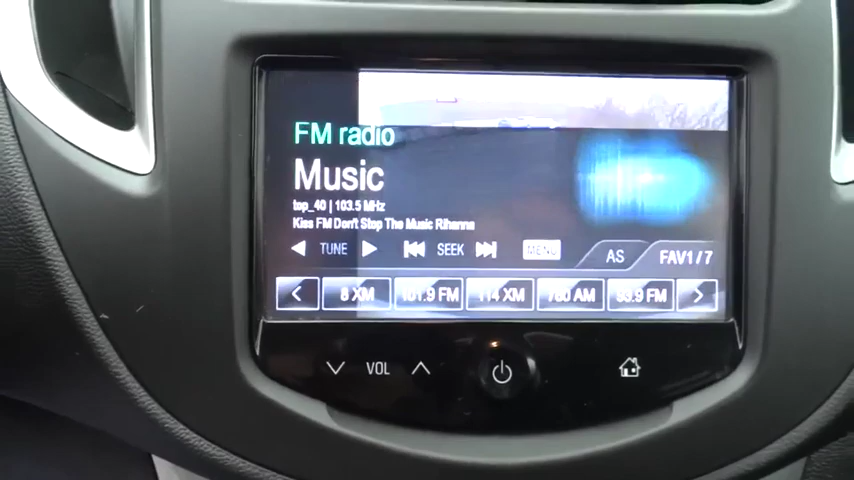 FM radio
Music
top_40 | 103.5 MHz
Kiss FM Don't Stop The Music Rihanna
TUNE SEEK MENU AS FAV1/7
8 XM 101.9 FM 114 XM 780 AM 93.9 FM
VOL